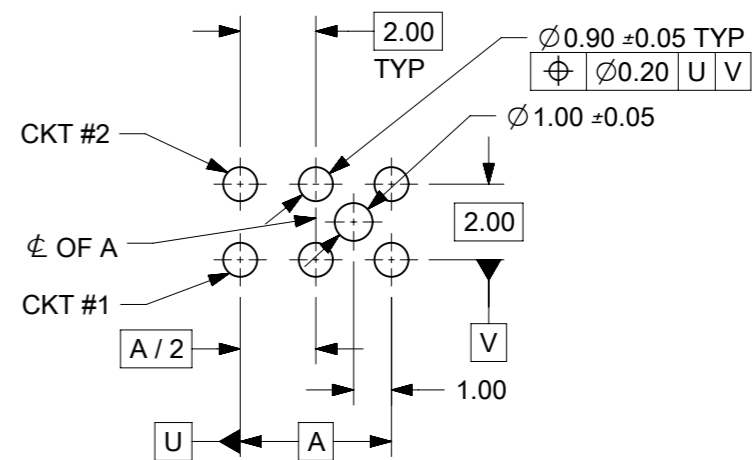 2.00
TYP
⌀0.90 ±0.05 TYP
⌖ ⌀0.20 U V
⌀1.00 ±0.05
CKT #2
2.00
℄ OF A
CKT #1
A / 2
V
1.00
U
A